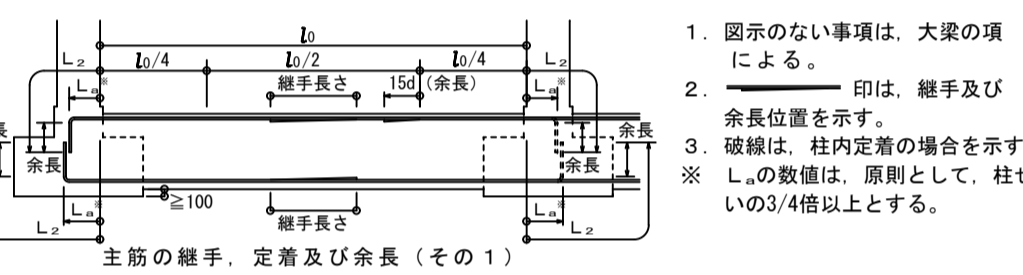 l₀
L₂ l₀/4 l₀/2 l₀/4 L₂
Lₐ※ 継手長さ 15d (余長) Lₐ※
余長 余長 余長
≧100
Lₐ※ 継手長さ Lₐ※
L₂ L₂
主筋の継手，定着及び余長（その１）
1. 図示のない事項は，大梁の項
による。
2. 印は，継手及び
余長位置を示す。
3. 破線は，柱内定着の場合を示す
※ Lₐの数値は，原則として，柱せ
いの3/4倍以上とする。